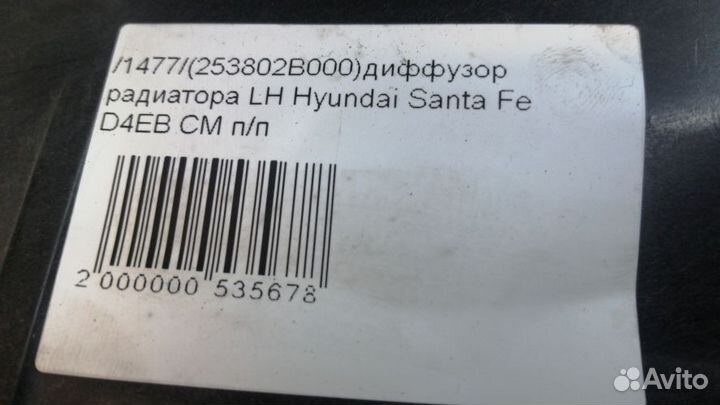 /1477/(253802B000)диффузор
радиатора LH Hyundai Santa Fe
D4EB CM п/п
2 000000 535678
Avito